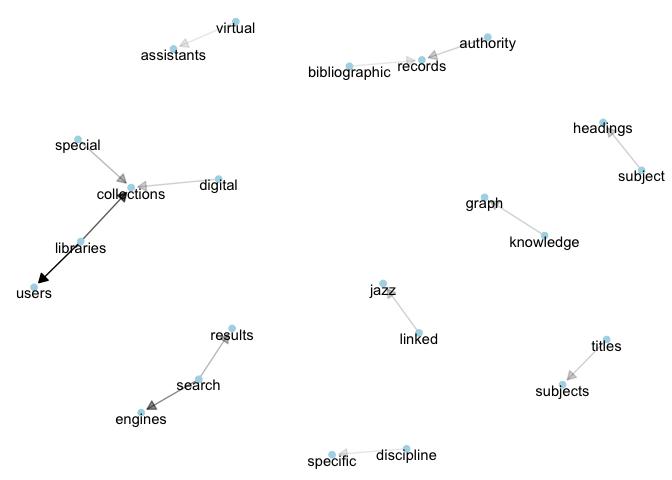 virtual
assistants
authority
bibliographic
records
headings
special
subject
digital
collections
graph
knowledge
libraries
users
jazz
results
linked
titles
search
subjects
engines
discipline
specific